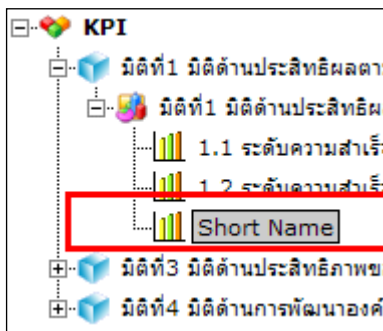 KPI
มิติที่1 มิติด้านประสิทธิผลตา
มิติที่1 มิติด้านประสิทธิผ
1.1 ระดับความสำเร็
1.2 ระดับความสำเร็
Short Name
มิติที่3 มิติด้านประสิทธิภาพข
มิติที่4 มิติด้านการพัฒนาองค์